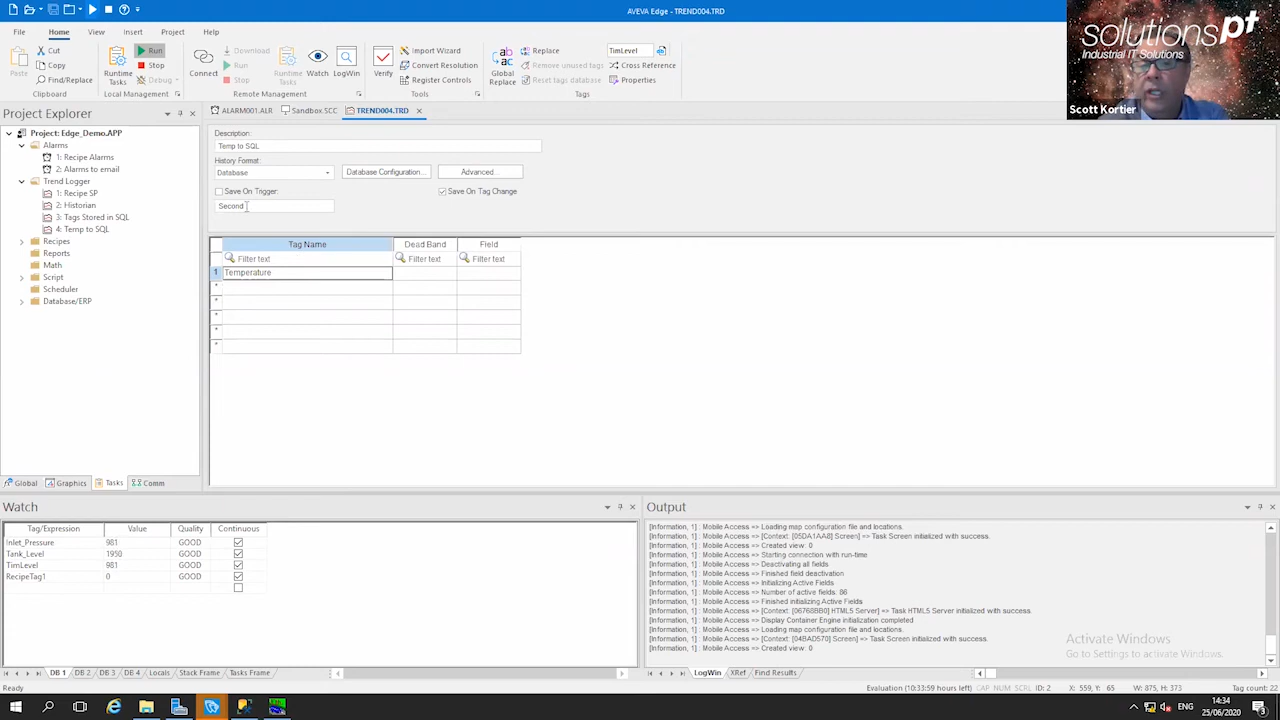 AVEVA Edge - TREND004.TRD
File Home View Insert Project Help
Paste
Cut
Copy
Find/Replace
Clipboard
Runtime Tasks
Run
Stop
Debug
Local Management
Connect
Download
Run
Stop
Runtime Tasks
Watch
LogWin
Remote Management
Verify
Import Wizard
Convert Resolution
Register Controls
Tools
Global Replace
Replace
Remove unused tags
Reset tags database
TimLevel
Cross Reference
Properties
Tags
solutionspt
Industrial IT Solutions
Scott Kortier
Project Explorer
Project: Edge_Demo.APP
Alarms
1: Recipe Alarms
2: Alarms to email
Trend Logger
1: Recipe SP
2: Historian
3: Tags Stored in SQL
4: Temp to SQL
Recipes
Reports
Math
Script
Scheduler
Database/ERP
Global Graphics Tasks Comm
ALARM001.ALR Sandbox.SCC TREND004.TRD
Description:
Temp to SQL
History Format:
Database Database Configuration... Advanced...
Save On Trigger: Save On Tag Change
Second
Tag Name Dead Band Field
Filter text Filter text Filter text
1 Temperature
*
*
*
*
*
Watch
Tag/Expression Value Quality Continuous
Inlet_Pressure 981 GOOD
Tank_Level 1950 GOOD
TimLevel 981 GOOD
RecipeTag1 0 GOOD
DB 1 DB 2 DB 3 DB 4 Locals Stack Frame Tasks Frame
Output
[Information, 1] : Mobile Access => Loading map configuration file and locations.
[Information, 1] : Mobile Access => [Context: [05DA1AA8] Screen] => Task Screen initialized with success.
[Information, 1] : Mobile Access => Created view: 0
[Information, 1] : Mobile Access => Starting connection with run-time
[Information, 1] : Mobile Access => Deactivating all fields
[Information, 1] : Mobile Access => Finished field deactivation
[Information, 1] : Mobile Access => Initializing Active Fields
[Information, 1] : Mobile Access => Number of active fields: 86
[Information, 1] : Mobile Access => Finished initializing Active Fields
[Information, 1] : Mobile Access => [Context: [06768BB0] HTML5 Server] => Task HTML5 Server initialized with success.
[Information, 1] : Mobile Access => Display Container Engine initialization completed
[Information, 1] : Mobile Access => Loading map configuration file and locations.
[Information, 1] : Mobile Access => [Context: [04BAD570] Screen] => Task Screen initialized with success.
[Information, 1] : Mobile Access => Created view: 0
Activate Windows
Go to Settings to activate Windows.
LogWin XRef Find Results
Ready
Evaluation (10:33:59 hours left) CAP NUM SCRL ID: 2 X: 559, Y: 65 W: 875, H: 373 Tag count: 22
ENG
14:34
25/06/2020